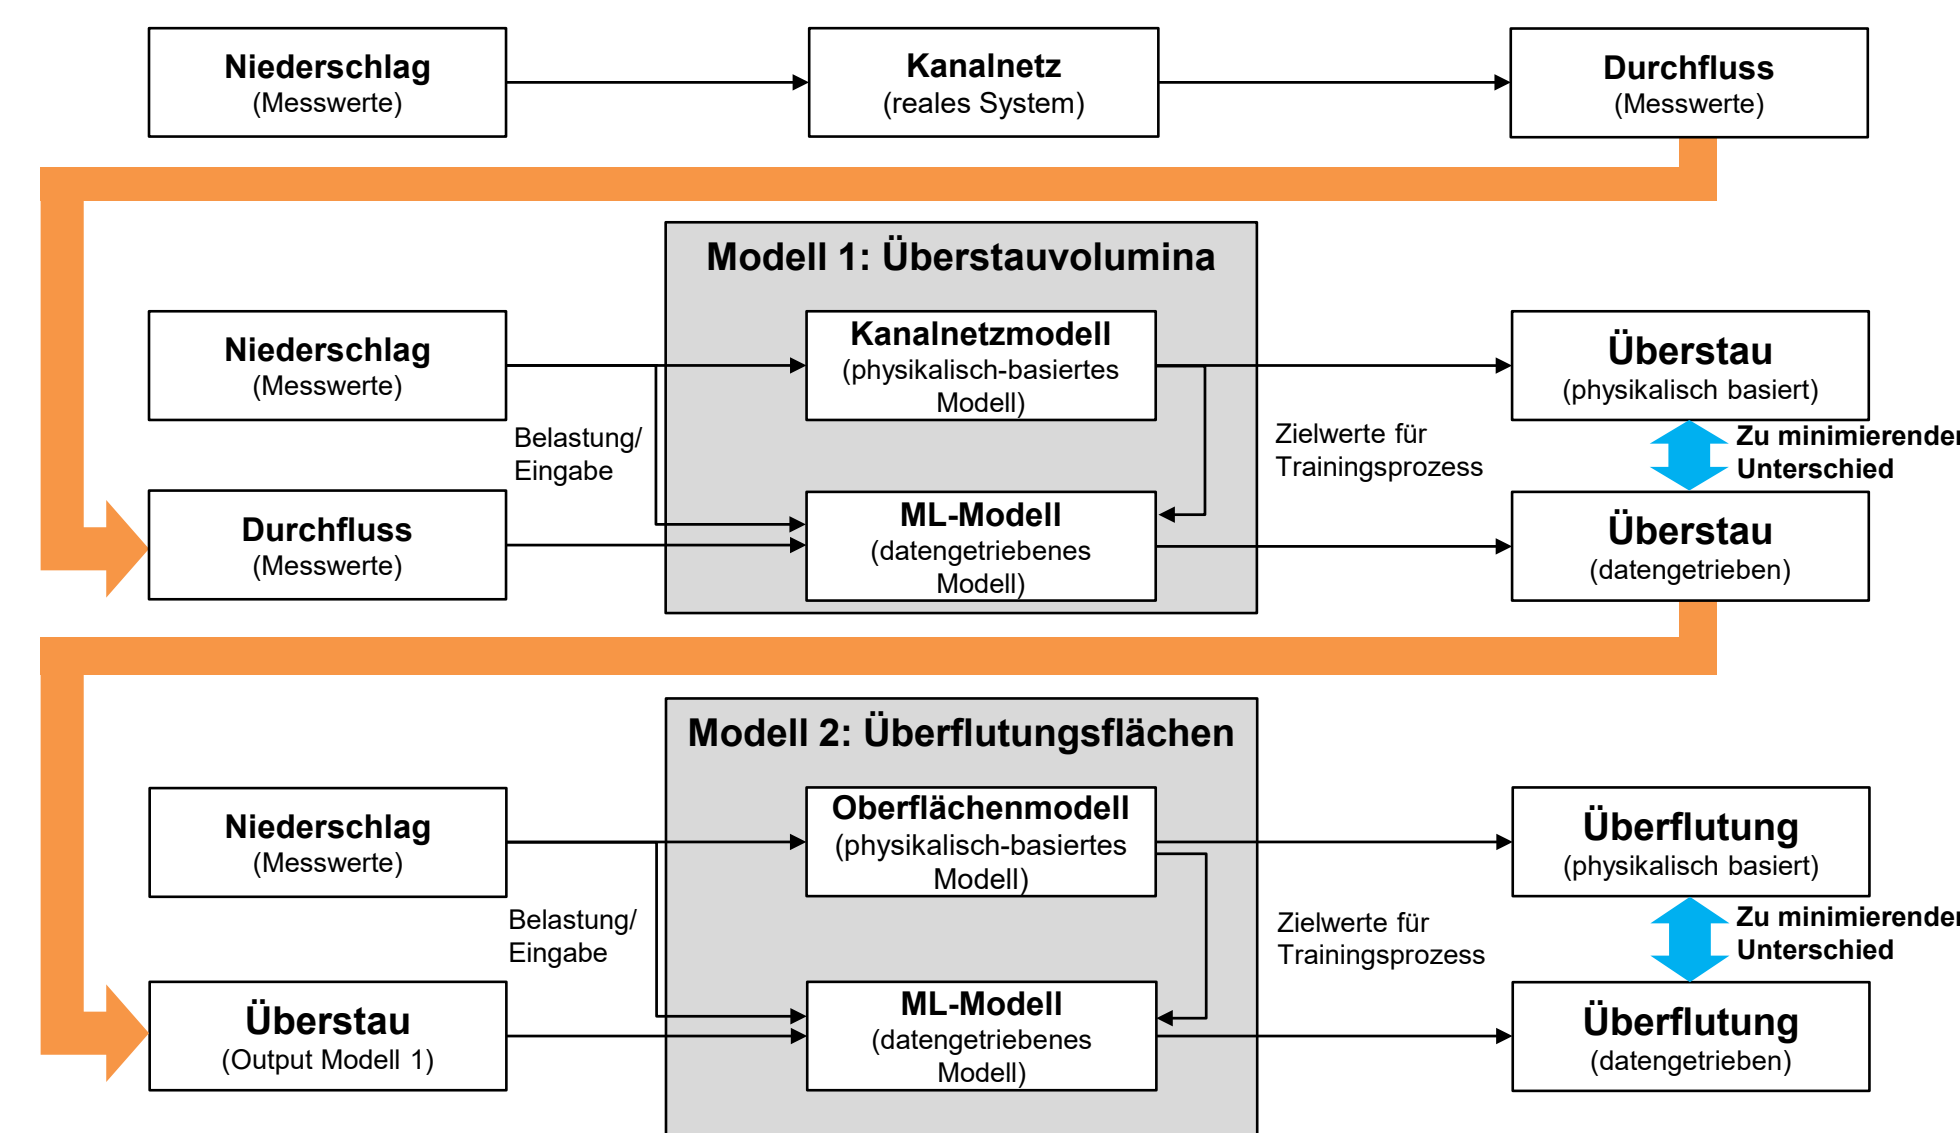 Niederschlag
(Messwerte)
Kanalnetz
(reales System)
Durchfluss
(Messwerte)
Modell 1: Überstauvolumina
Niederschlag
(Messwerte)
Kanalnetzmodell
(physikalisch-basiertes
Modell)
Überstau
(physikalisch basiert)
Belastung/
Eingabe
Zielwerte für
Trainingsprozess
Zu minimierender
Unterschied
Durchfluss
(Messwerte)
ML-Modell
(datengetriebenes
Modell)
Überstau
(datengetrieben)
Modell 2: Überflutungsflächen
Niederschlag
(Messwerte)
Oberflächenmodell
(physikalisch-basiertes
Modell)
Überflutung
(physikalisch basiert)
Belastung/
Eingabe
Zielwerte für
Trainingsprozess
Zu minimierender
Unterschied
Überstau
(Output Modell 1)
ML-Modell
(datengetriebenes
Modell)
Überflutung
(datengetrieben)